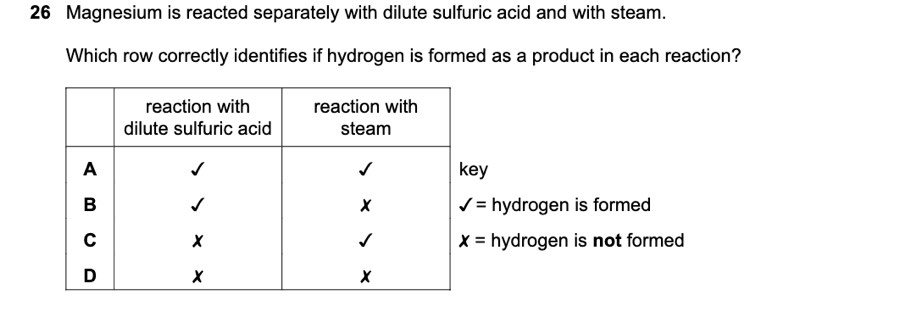 26 Magnesium is reacted separately with dilute sulfuric acid and with steam.
Which row correctly identifies if hydrogen is formed as a product in each reaction?
reaction with dilute sulfuric acid
reaction with steam
A ✓ ✓
B ✓ ✗
C ✗ ✓
D ✗ ✗
key
✓ = hydrogen is formed
✗ = hydrogen is not formed